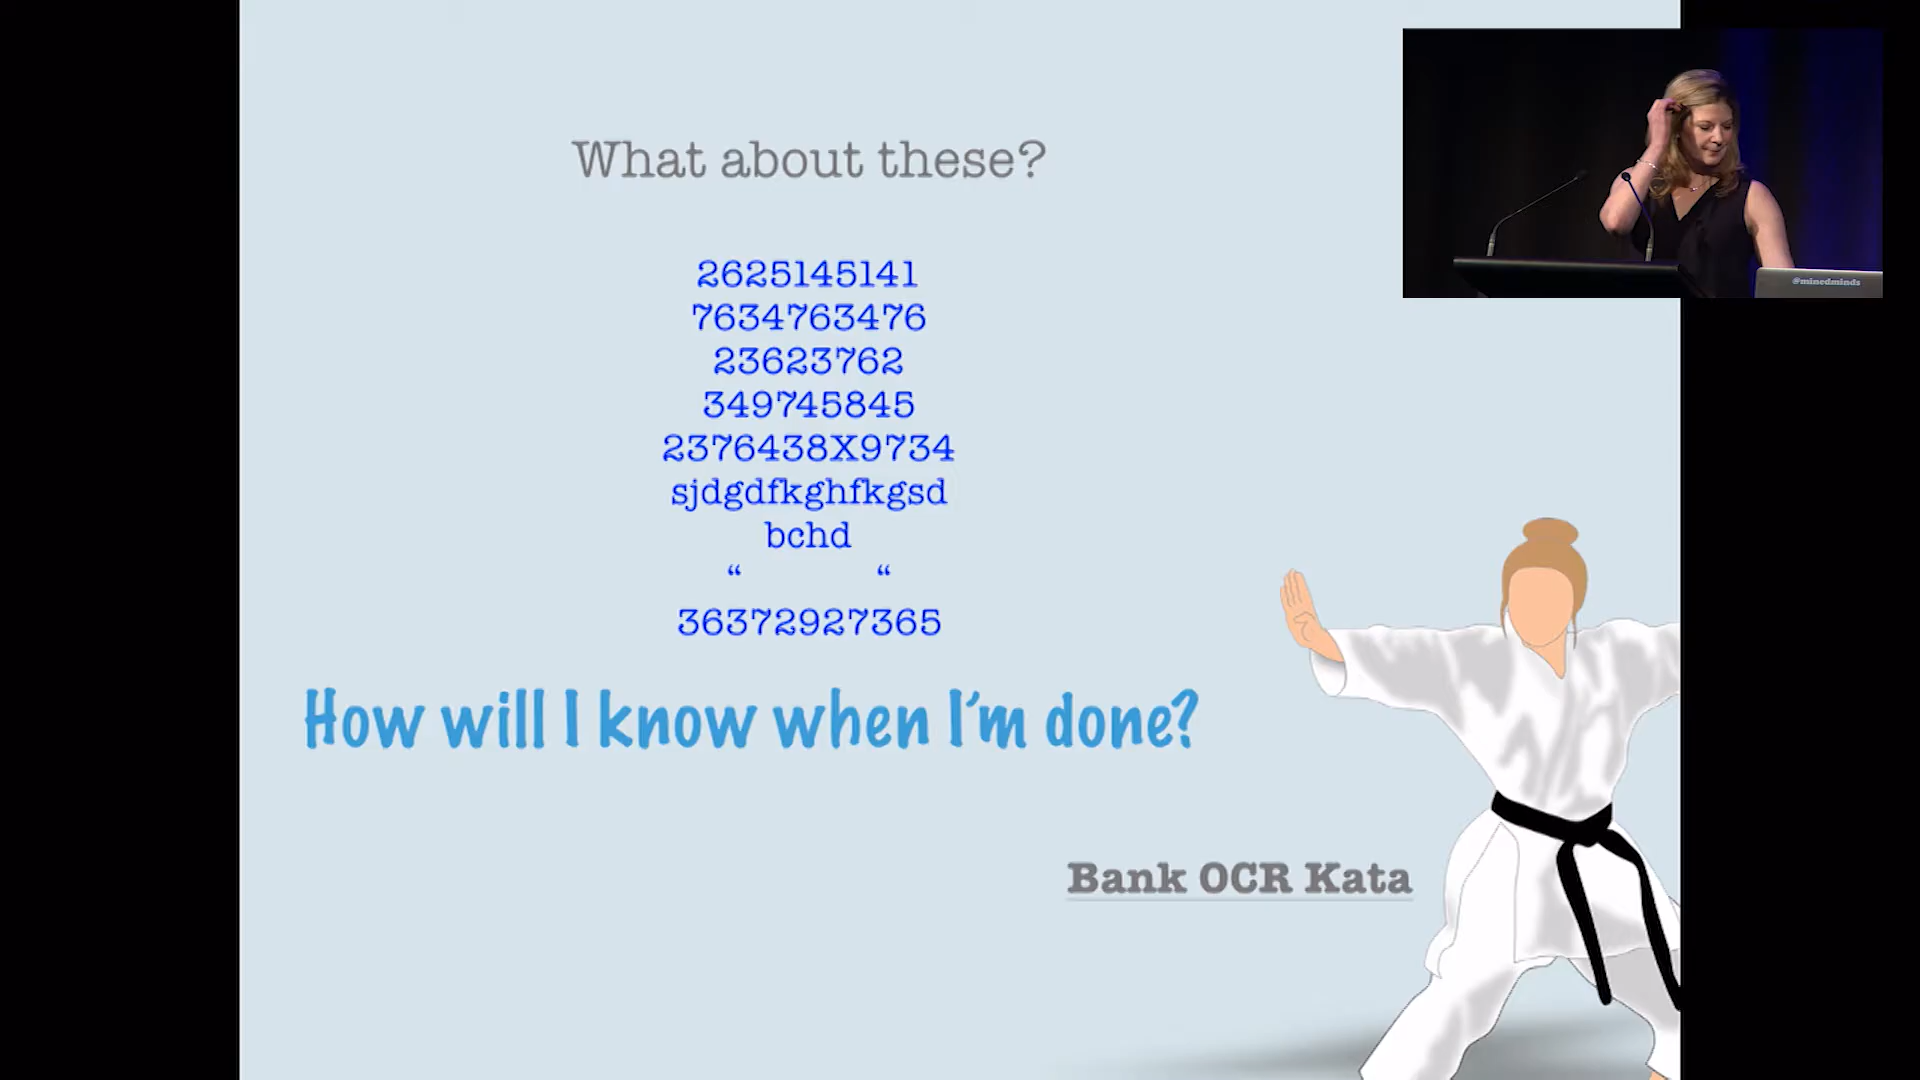 What about these?
2625145141
7634763476
23623762
349745845
2376438X9734
sjdgdfkghfkgsd
bchd
“ “
36372927365
How will I know when I’m done?
Bank OCR Kata
@minedminds